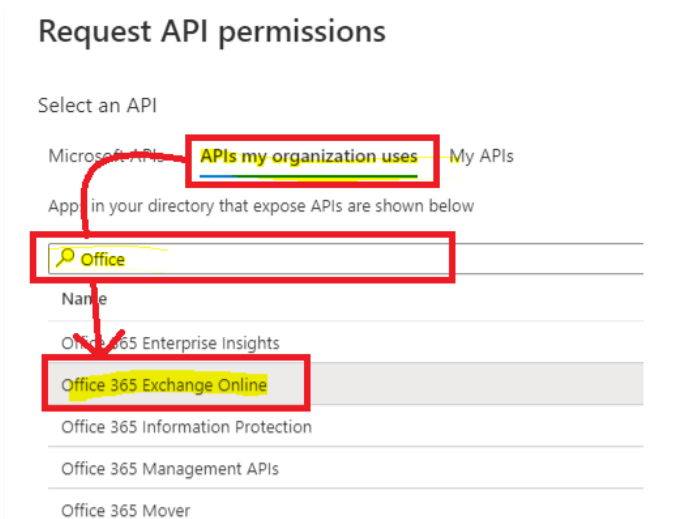 Request API permissions
Select an API
Microsoft APIs APIs my organization uses My APIs
Apps in your directory that expose APIs are shown below
Office
Name
Office 365 Enterprise Insights
Office 365 Exchange Online
Office 365 Information Protection
Office 365 Management APIs
Office 365 Mover